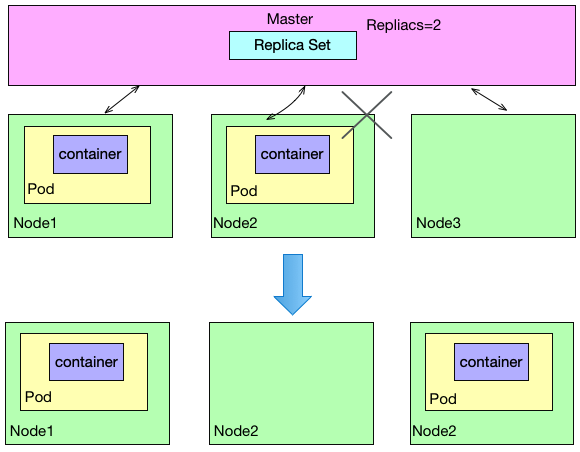 Master
Repliacs=2
Replica Set
container
Pod
Node1
container
Pod
Node2
Node3
container
Pod
Node1
Node2
container
Pod
Node2